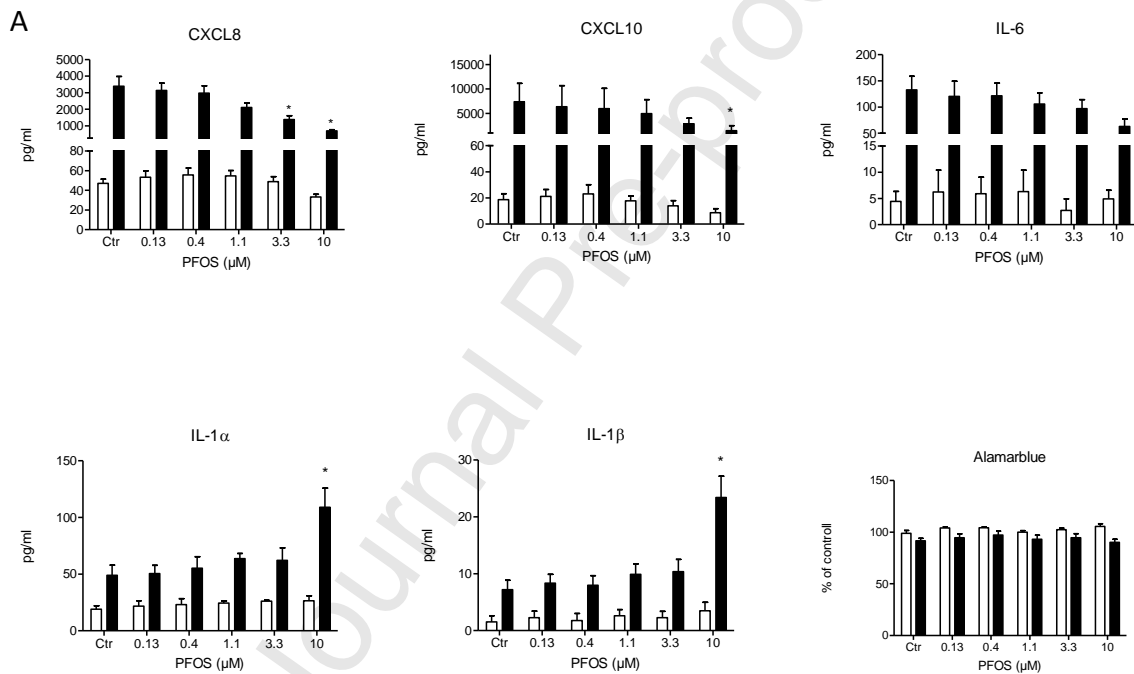 A
CXCL8
5000
4000
3000
2000
1000
80
60
40
20
0
pg/ml
*
*
Ctr 0.13 0.4 1.1 3.3 10
PFOS (µM)
CXCL10
15000
10000
5000
60
40
20
0
pg/ml
*
Ctr 0.13 0.4 1.1 3.3 10
PFOS (µM)
IL-6
200
150
100
50
10
5
0
pg/ml
Ctr 0.13 0.4 1.1 3.3 10
PFOS (µM)
IL-1α
150
100
50
0
pg/ml
*
Ctr 0.13 0.4 1.1 3.3 10
PFOS (µM)
IL-1β
30
20
10
0
pg/ml
*
Ctr 0.13 0.4 1.1 3.3 10
PFOS (µM)
Alamarblue
150
100
50
0
% of controll
Ctr 0.13 0.4 1.1 3.3 10
PFOS (µM)
Journal Pre-proo